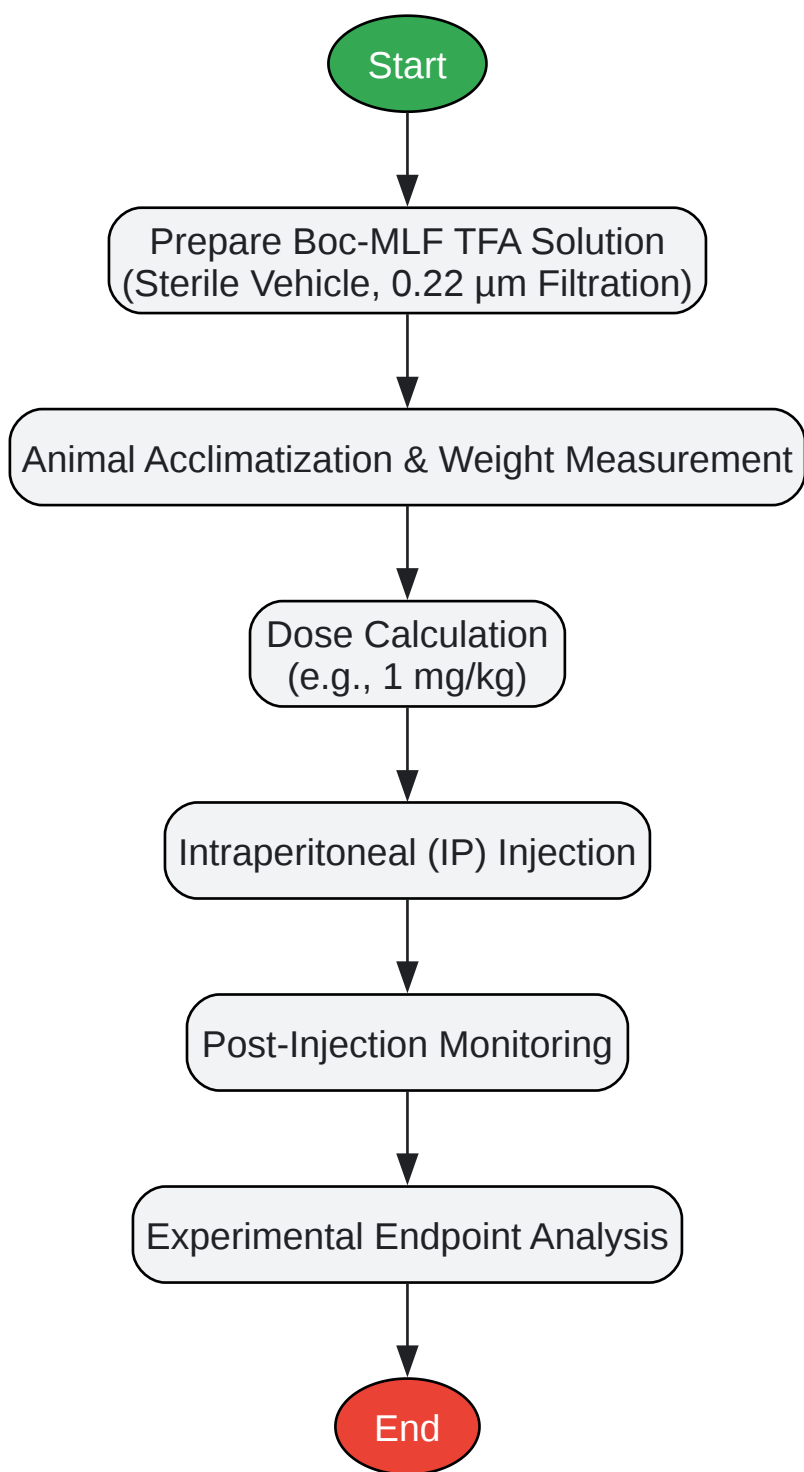 Start
Prepare Boc-MLF TFA Solution
(Sterile Vehicle, 0.22 µm Filtration)
Animal Acclimatization & Weight Measurement
Dose Calculation
(e.g., 1 mg/kg)
Intraperitoneal (IP) Injection
Post-Injection Monitoring
Experimental Endpoint Analysis
End